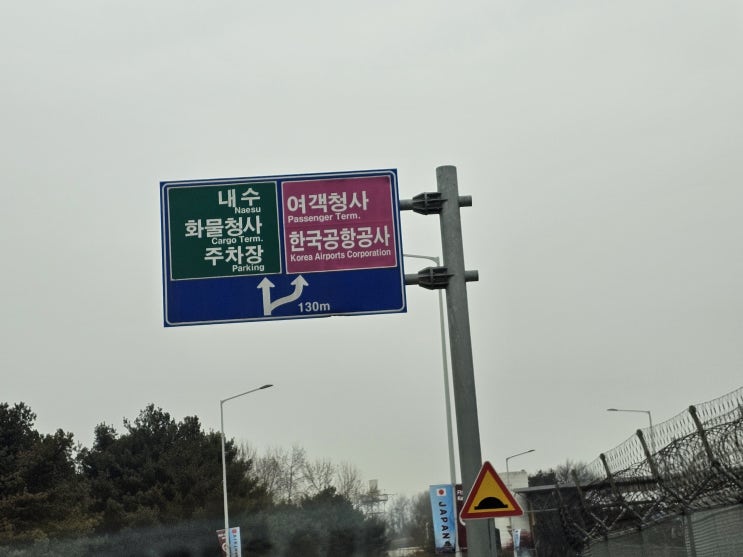 내수
Naesu
화물청사
Cargo Term.
주차장
Parking
여객청사
Passenger Term.
한국공항공사
Korea Airports Corporation
130m
JAPAN